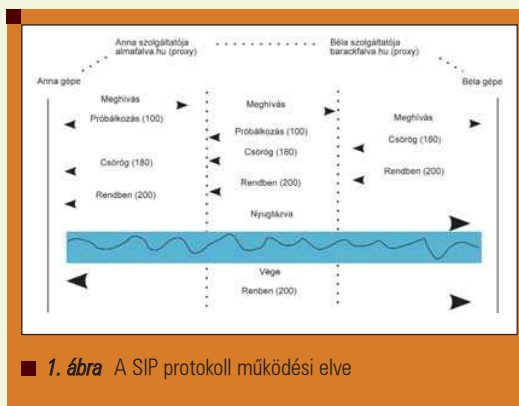 Anna szolgáltatója
almafalva.hu (proxy)
Béla szolgáltatója
barackfalva.hu (proxy)
Anna gépe
Béla gépe
Meghívás
Meghívás
Meghívás
Próbálkozás (100)
Próbálkozás (100)
Csörög (180)
Csörög (180)
Csörög (180)
Rendben (200)
Rendben (200)
Rendben (200)
Nyugtázva
Vége
Renben (200)
1. ábra A SIP protokoll működési elve